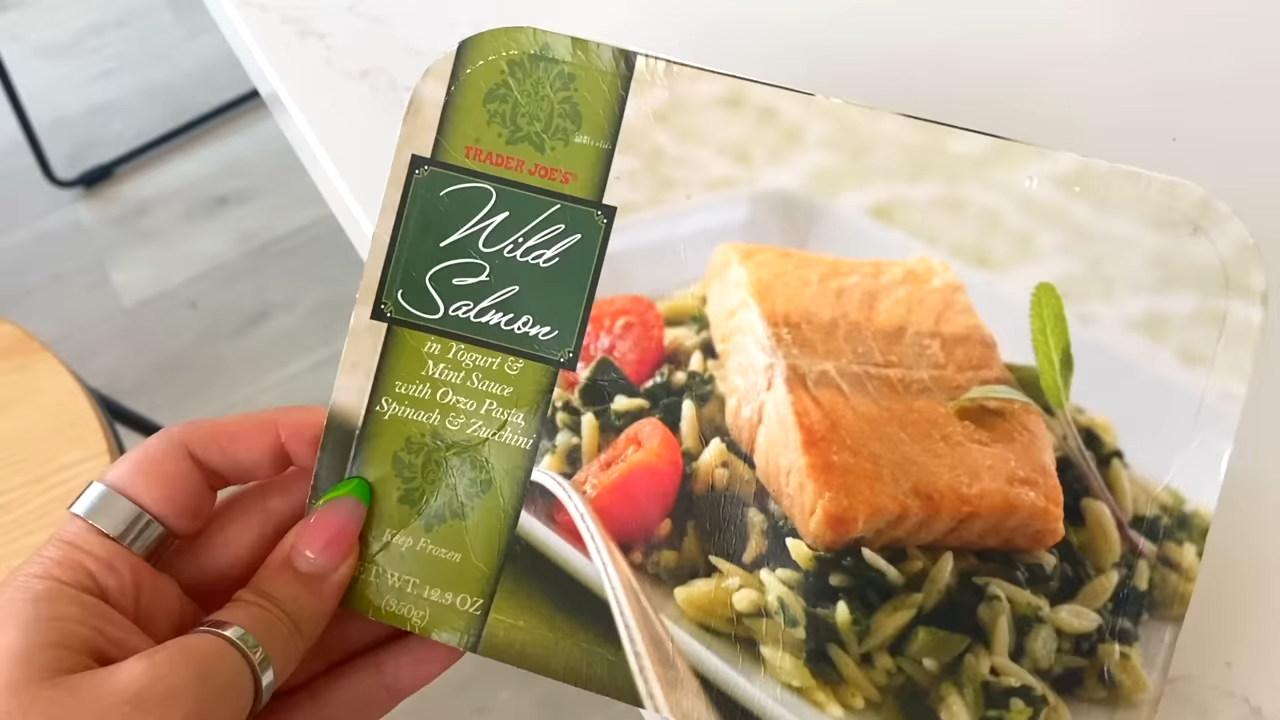 TRADER JOE'S
Wild
Salmon
in Yogurt &
Mint Sauce
with Orzo Pasta,
Spinach & Zucchini
Keep Frozen
WT. 12.3 OZ
(350g)